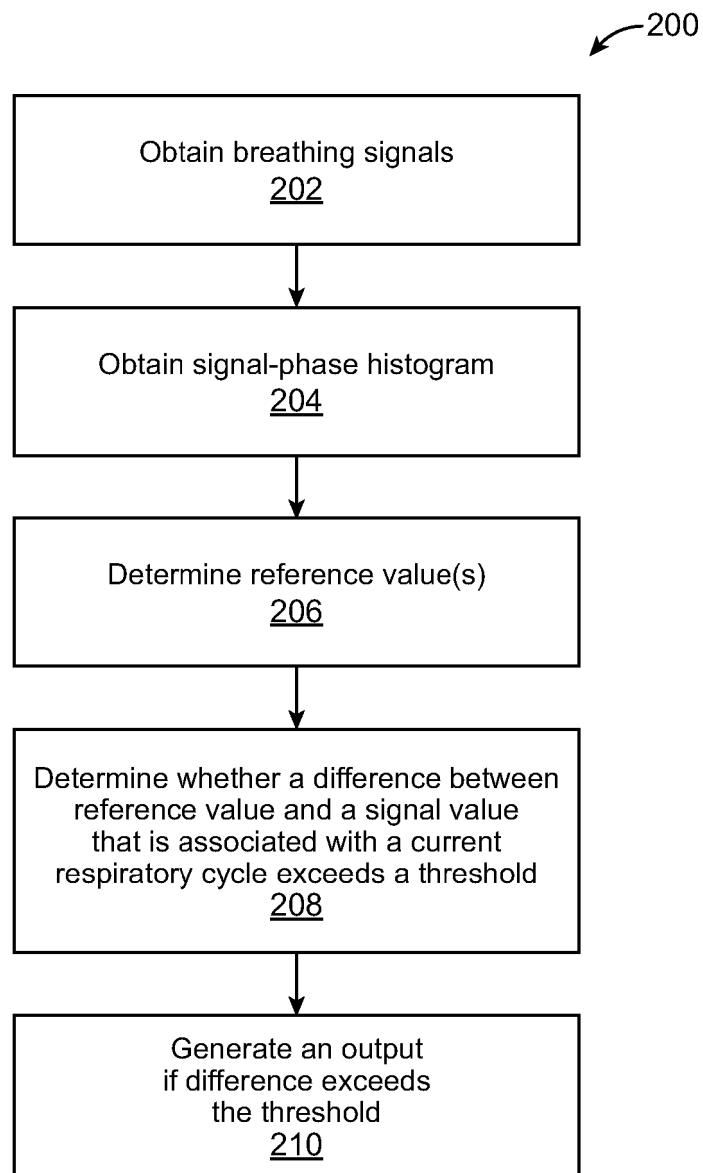 200
Obtain breathing signals
202
Obtain signal-phase histogram
204
Determine reference value(s)
206
Determine whether a difference between
reference value and a signal value
that is associated with a current
respiratory cycle exceeds a threshold
208
Generate an output
if difference exceeds
the threshold
210